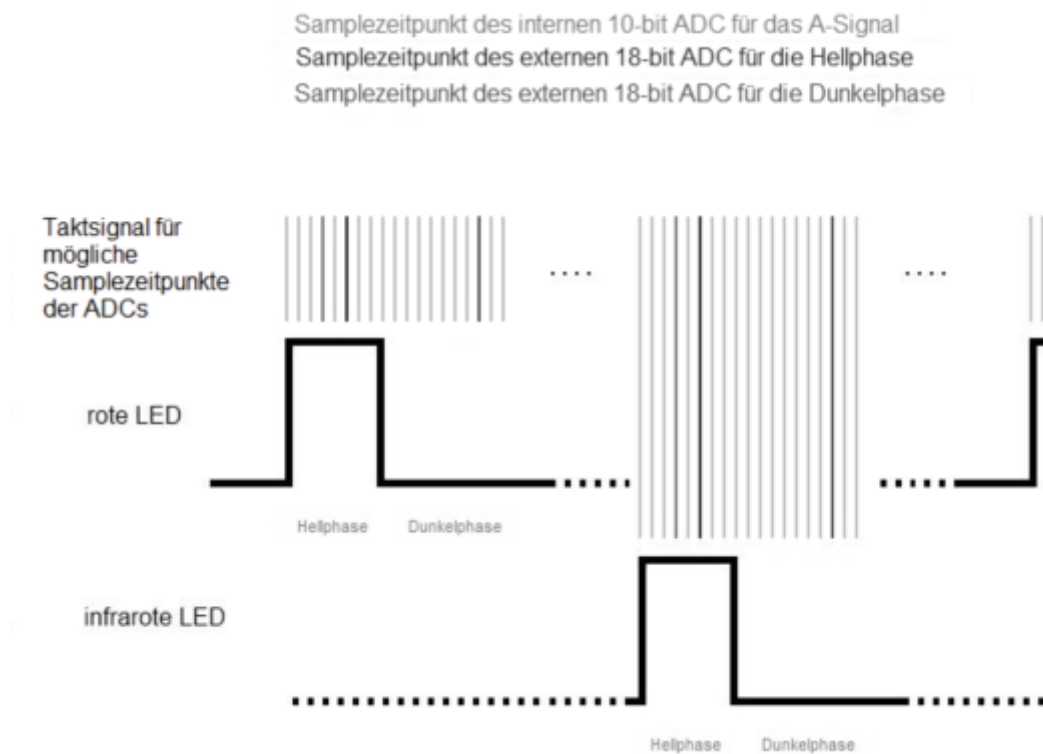 Samplezeitpunkt des internen 10-bit ADC für das A-Signal
Samplezeitpunkt des externen 18-bit ADC für die Hellphase
Samplezeitpunkt des externen 18-bit ADC für die Dunkelphase
Taktsignal für
mögliche
Samplezeitpunkte
der ADCs
rote LED
Hellphase Dunkelphase
infrarote LED
Hellphase Dunkelphase